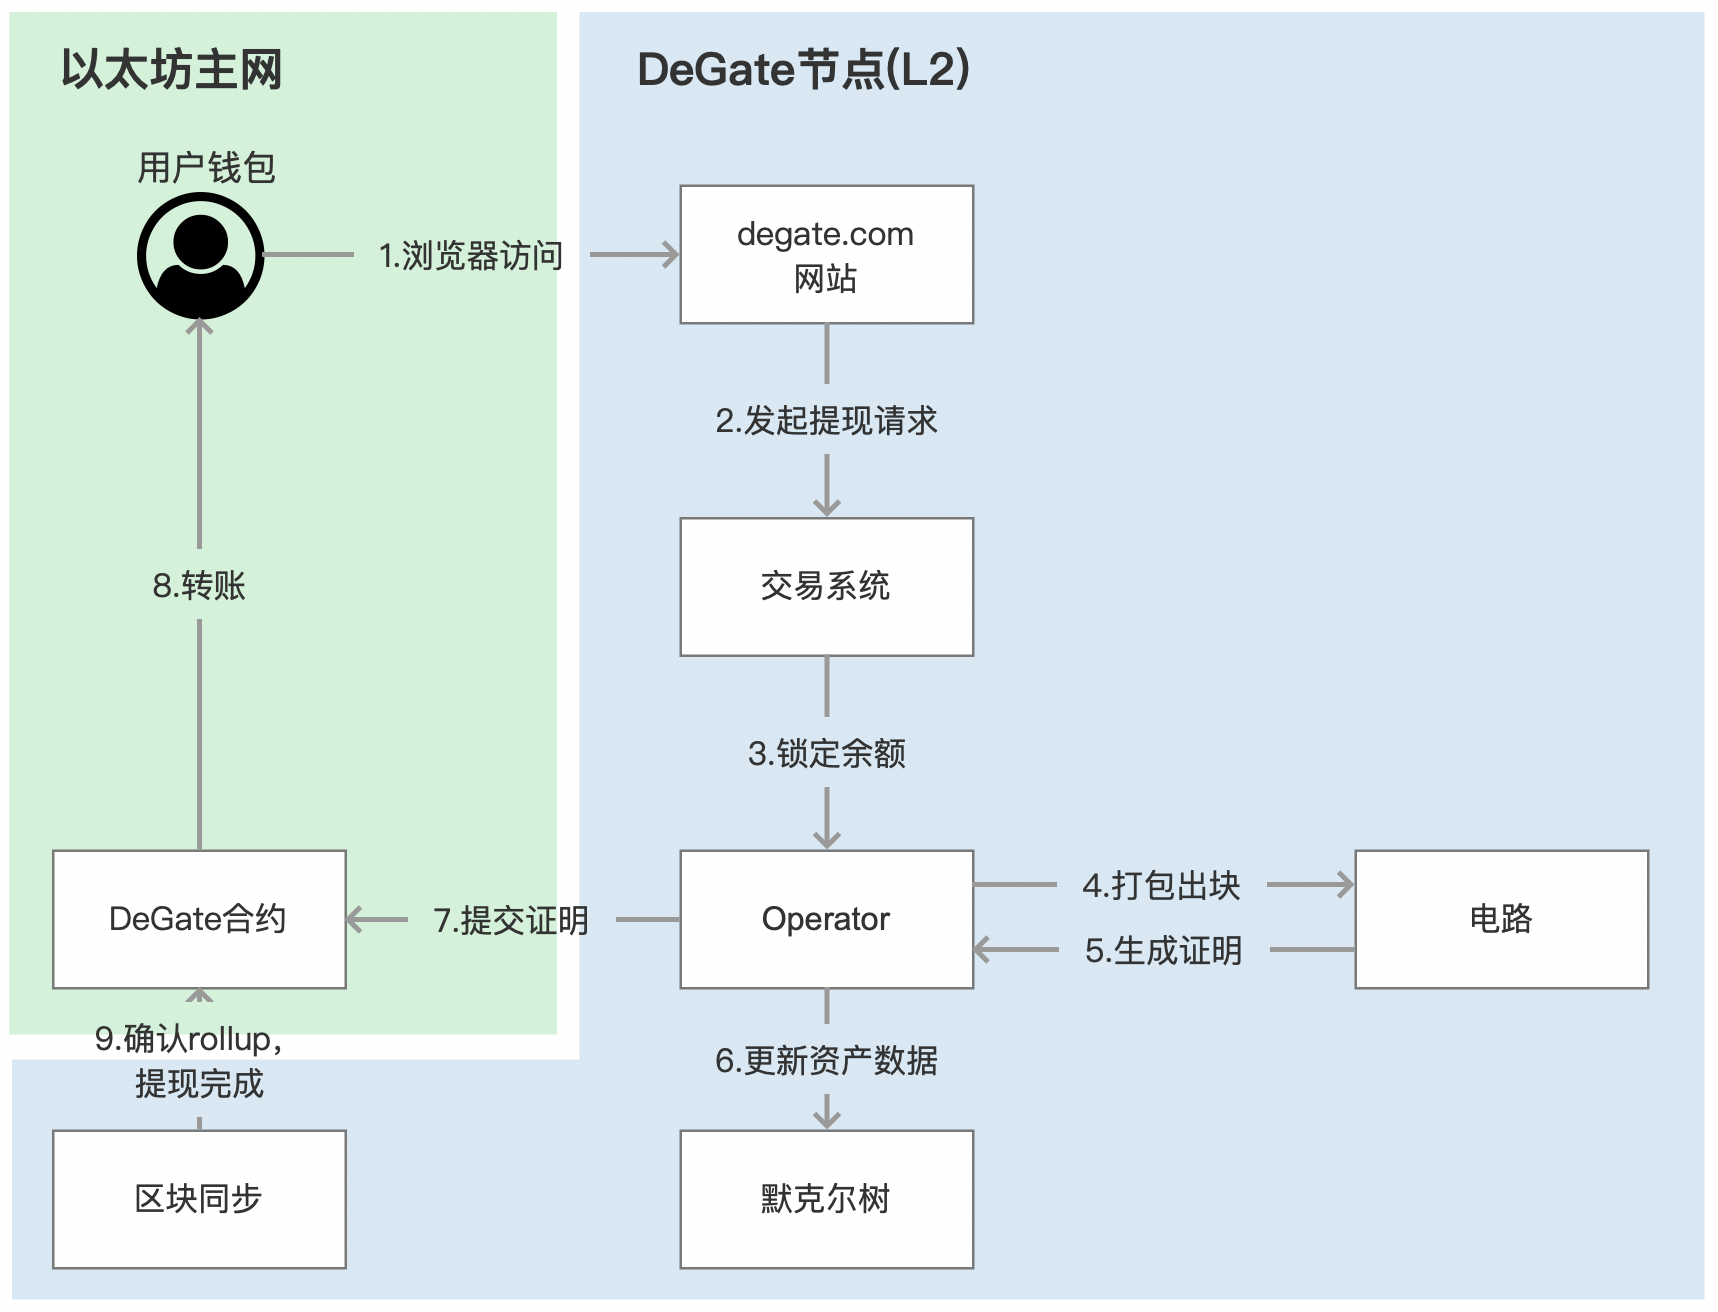 以太坊主网
DeGate节点(L2)
用户钱包
1.浏览器访问
degate.com
网站
2.发起提现请求
8.转账
交易系统
3.锁定余额
DeGate合约
7.提交证明
Operator
4.打包出块
5.生成证明
电路
9.确认rollup，
提现完成
6.更新资产数据
区块同步
默克尔树